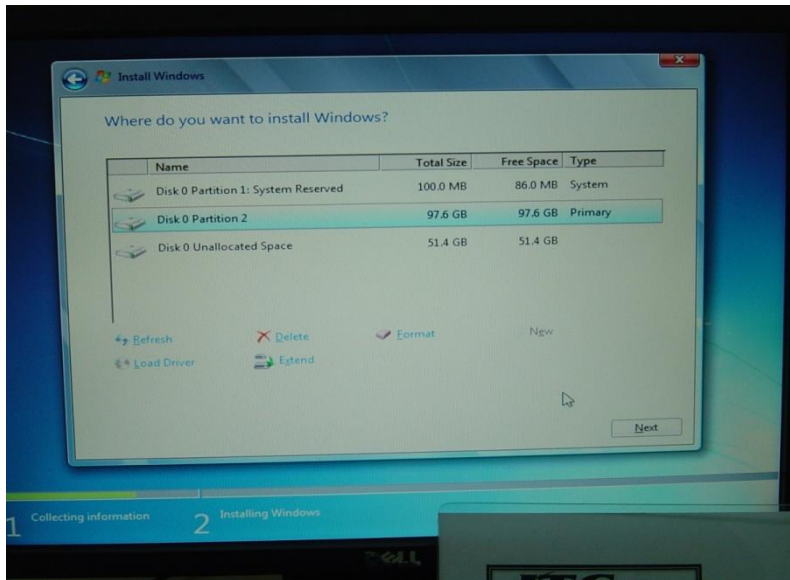 Install Windows
Where do you want to install Windows?
Name Total Size Free Space Type
Disk 0 Partition 1: System Reserved 100.0 MB 86.0 MB System
Disk 0 Partition 2 97.6 GB 97.6 GB Primary
Disk 0 Unallocated Space 51.4 GB 51.4 GB
Refresh Delete Format New
Load Driver Extend
Next
1 Collecting information 2 Installing Windows
DELL